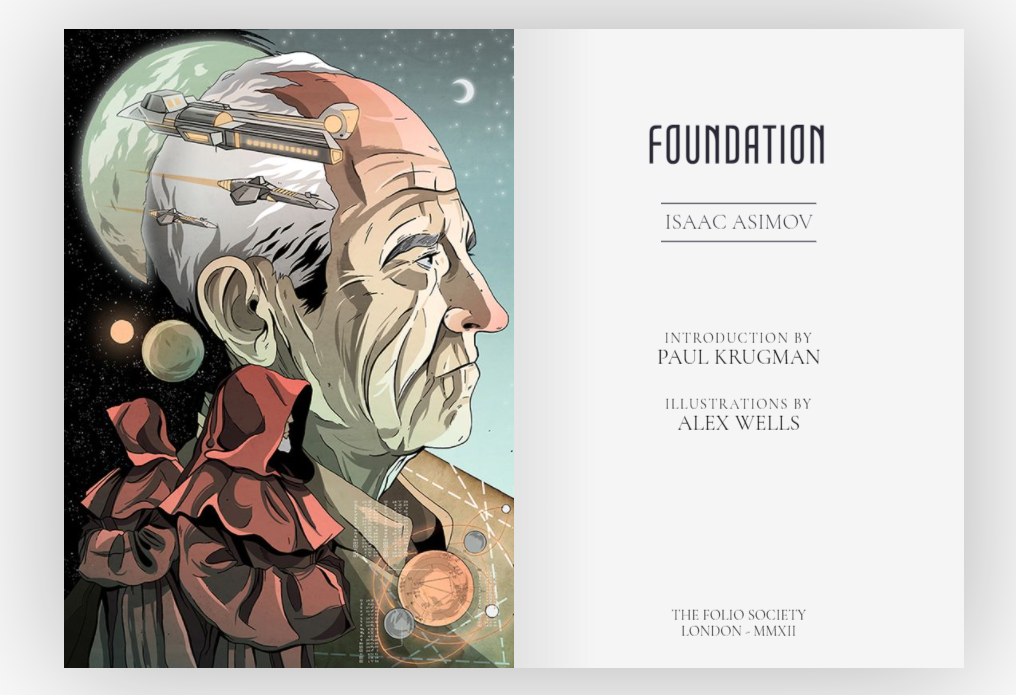 FOUNDATION
ISAAC ASIMOV
INTRODUCTION BY
PAUL KRUGMAN
ILLUSTRATIONS BY
ALEX WELLS
THE FOLIO SOCIETY
LONDON - MMXII